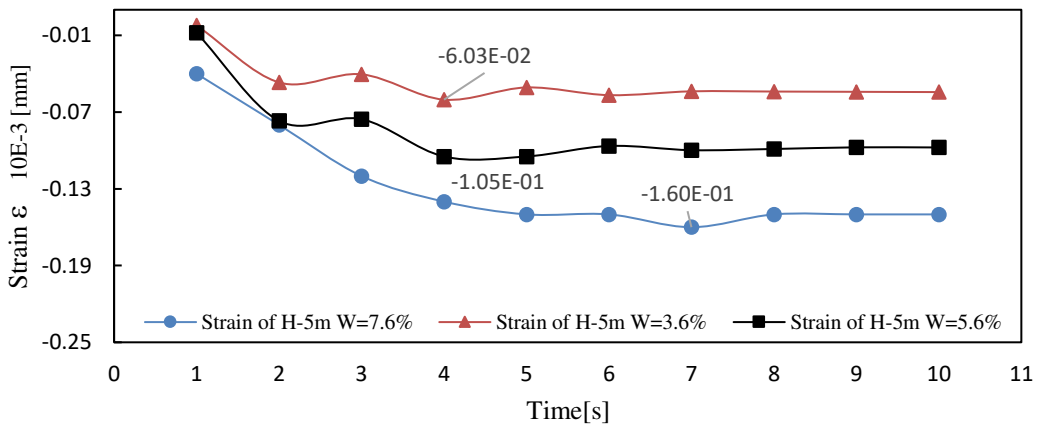 Strain ε 10E-3 [mm]
-0.01
-0.07
-0.13
-0.19
-0.25
-6.03E-02
-1.05E-01
-1.60E-01
Strain of H-5m W=7.6%
Strain of H-5m W=3.6%
Strain of H-5m W=5.6%
0 1 2 3 4 5 6 7 8 9 10 11
Time[s]